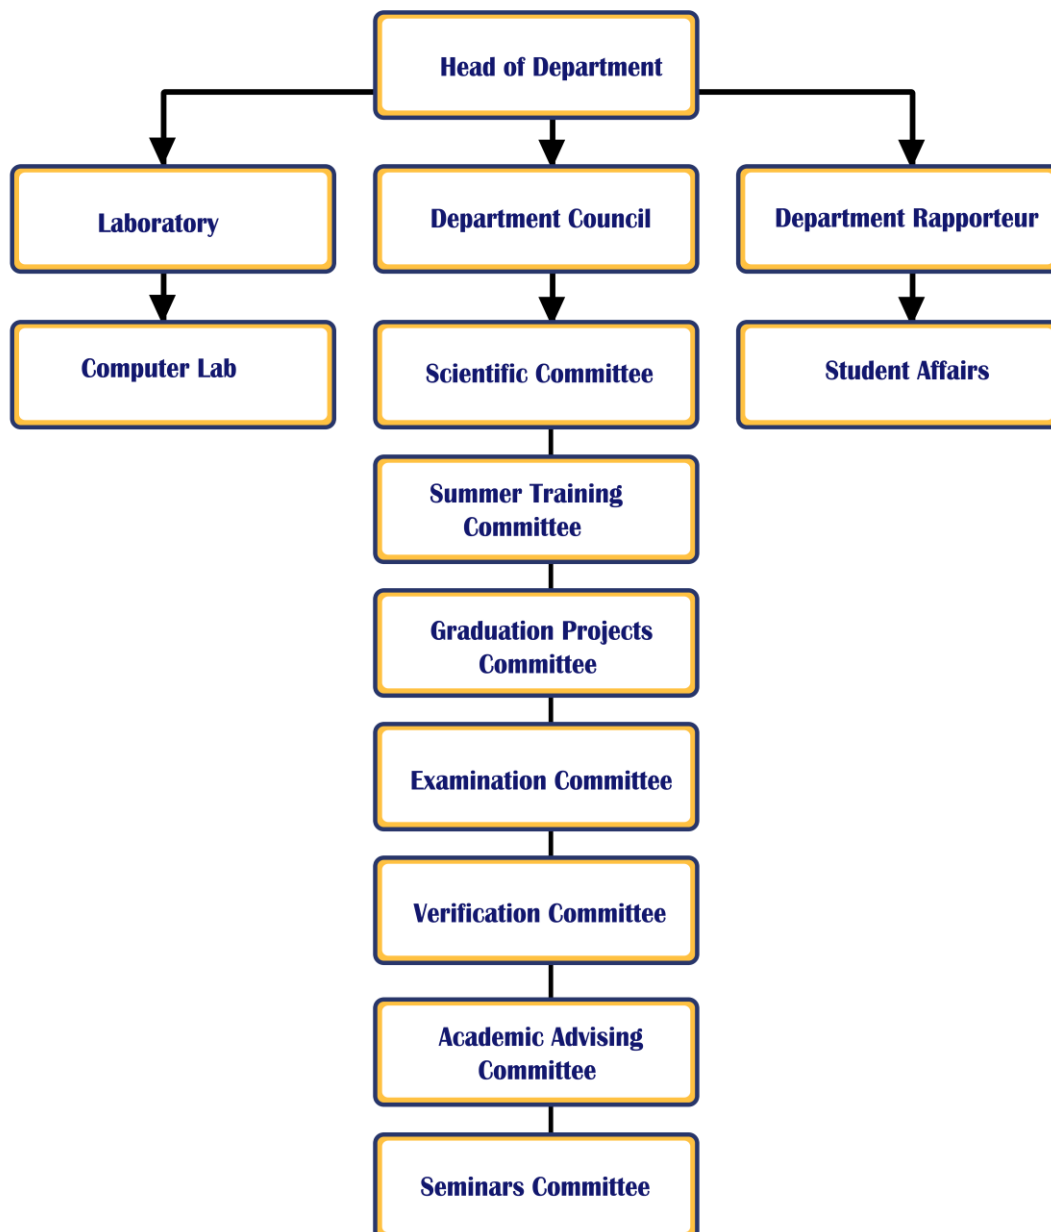 Head of Department
Laboratory
Department Council
Department Rapporteur
Computer Lab
Scientific Committee
Student Affairs
Summer Training
Committee
Graduation Projects
Committee
Examination Committee
Verification Committee
Academic Advising
Committee
Seminars Committee